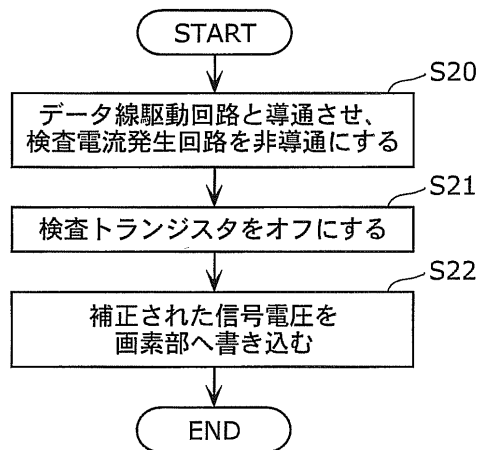 START
S20
データ線駆動回路と導通させ、
検査電流発生回路を非導通にする
S21
検査トランジスタをオフにする
S22
補正された信号電圧を
画素部へ書き込む
END